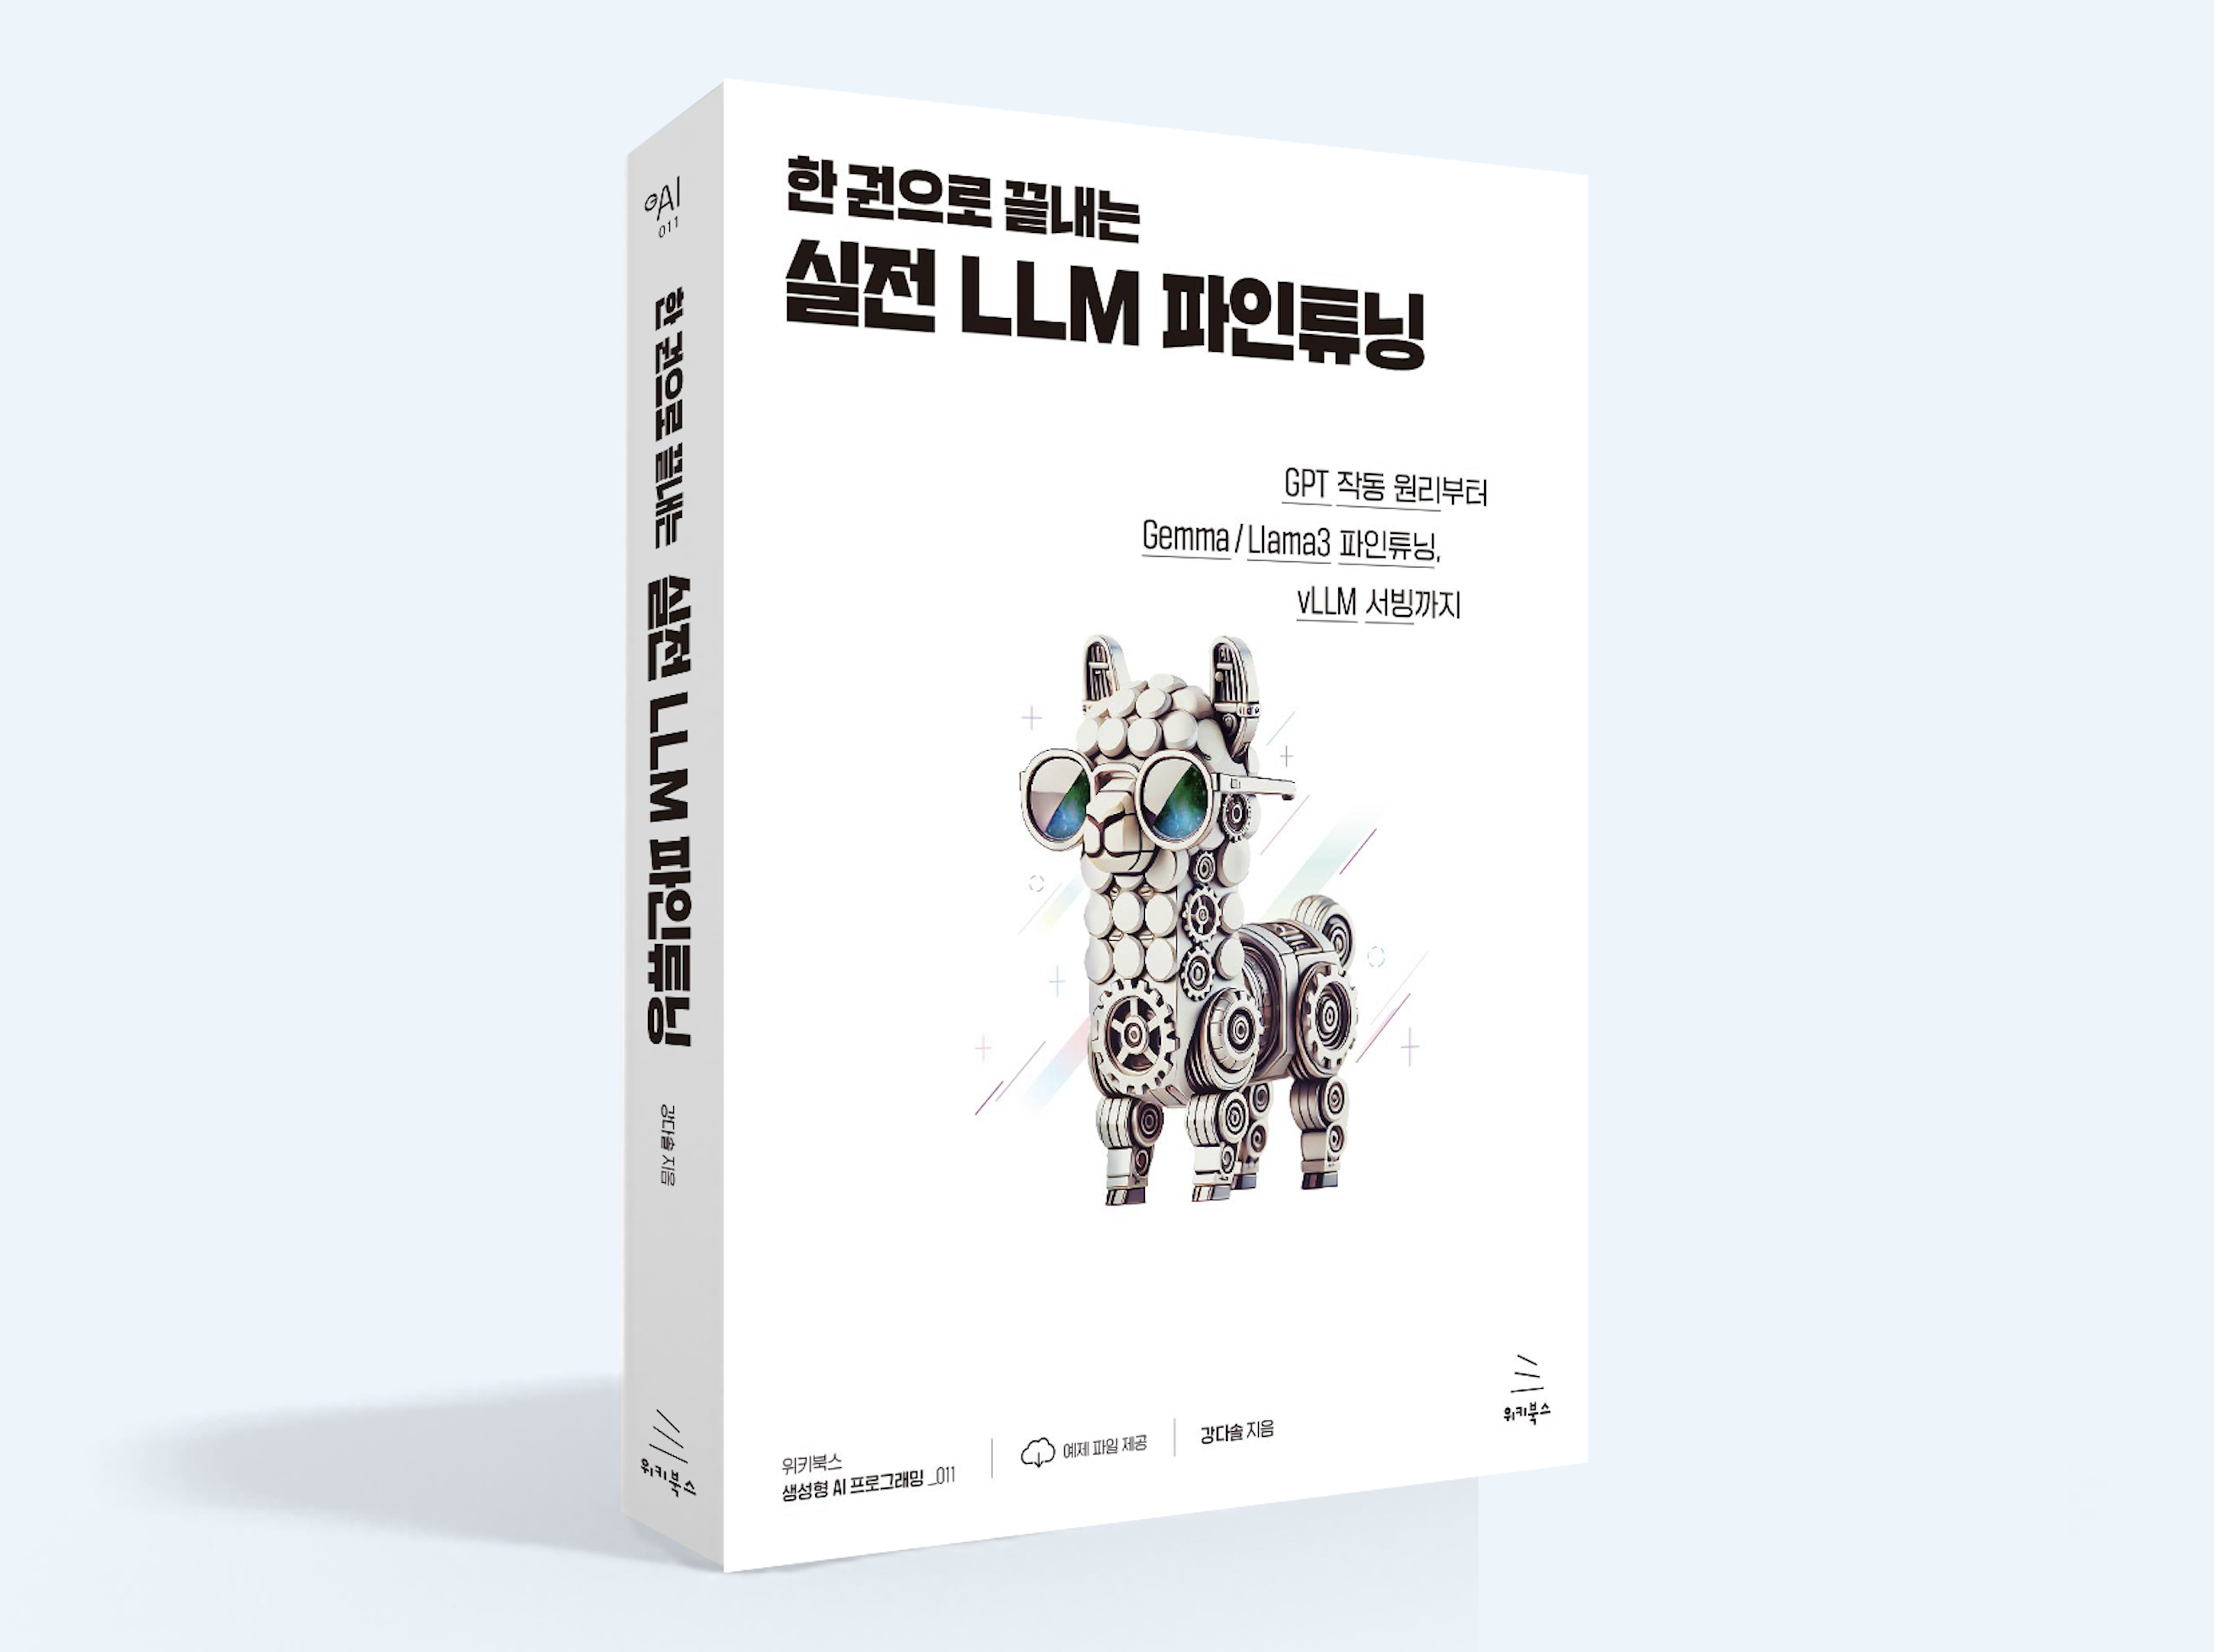 AI
011
한 권으로 끝내는 실전 LLM 파인튜닝
강다솔 지음
위키북스
한 권으로 끝내는
실전 LLM 파인튜닝
GPT 작동 원리부터
Gemma / Llama3 파인튜닝,
vLLM 서빙까지
위키북스
생성형 AI 프로그래밍 _011
예제 파일 제공
강다솔 지음
위키북스